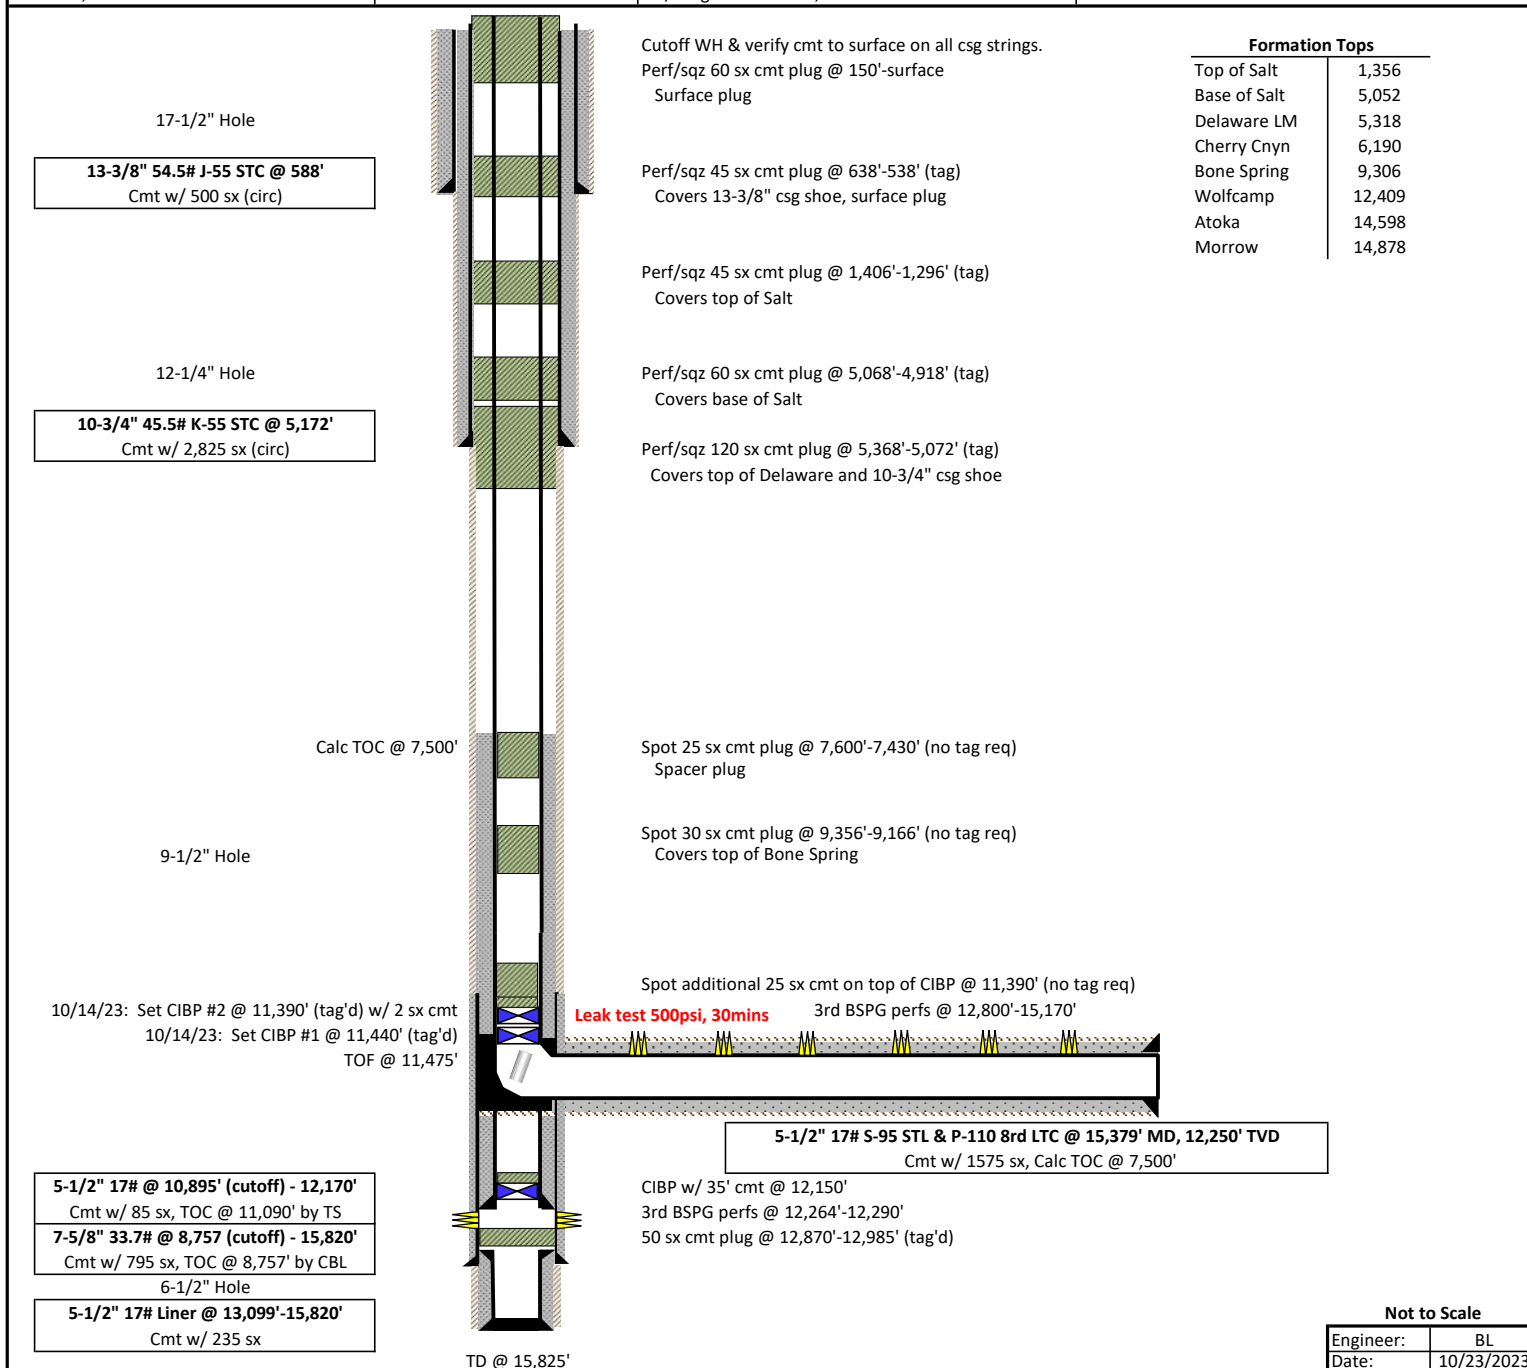 Cutoff WH & verify cmt to surface on all csg strings.
Perf/sqz 60 sx cmt plug @ 150'-surface
Surface plug
Formation Tops
Top of Salt 1,356
Base of Salt 5,052
Delaware LM 5,318
Cherry Cnyn 6,190
Bone Spring 9,306
Wolfcamp 12,409
Atoka 14,598
Morrow 14,878
17-1/2" Hole
13-3/8" 54.5# J-55 STC @ 588'
Cmt w/ 500 sx (circ)
Perf/sqz 45 sx cmt plug @ 638'-538' (tag)
Covers 13-3/8" csg shoe, surface plug
Perf/sqz 45 sx cmt plug @ 1,406'-1,296' (tag)
Covers top of Salt
12-1/4" Hole
Perf/sqz 60 sx cmt plug @ 5,068'-4,918' (tag)
Covers base of Salt
10-3/4" 45.5# K-55 STC @ 5,172'
Cmt w/ 2,825 sx (circ)
Perf/sqz 120 sx cmt plug @ 5,368'-5,072' (tag)
Covers top of Delaware and 10-3/4" csg shoe
Calc TOC @ 7,500'
Spot 25 sx cmt plug @ 7,600'-7,430' (no tag req)
Spacer plug
9-1/2" Hole
Spot 30 sx cmt plug @ 9,356'-9,166' (no tag req)
Covers top of Bone Spring
Spot additional 25 sx cmt on top of CIBP @ 11,390' (no tag req)
10/14/23: Set CIBP #2 @ 11,390' (tag'd) w/ 2 sx cmt
Leak test 500psi, 30mins
3rd BSPG perfs @ 12,800'-15,170'
10/14/23: Set CIBP #1 @ 11,440' (tag'd)
TOF @ 11,475'
5-1/2" 17# S-95 STL & P-110 8rd LTC @ 15,379' MD, 12,250' TVD
Cmt w/ 1575 sx, Calc TOC @ 7,500'
5-1/2" 17# @ 10,895' (cutoff) - 12,170'
Cmt w/ 85 sx, TOC @ 11,090' by TS
7-5/8" 33.7# @ 8,757 (cutoff) - 15,820'
Cmt w/ 795 sx, TOC @ 8,757' by CBL
6-1/2" Hole
5-1/2" 17# Liner @ 13,099'-15,820'
Cmt w/ 235 sx
CIBP w/ 35' cmt @ 12,150'
3rd BSPG perfs @ 12,264'-12,290'
50 sx cmt plug @ 12,870'-12,985' (tag'd)
TD @ 15,825'
Not to Scale
Engineer: BL
Date: 10/23/2023